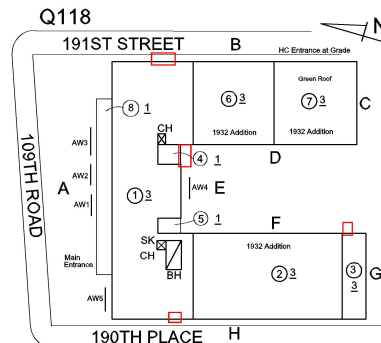 Q118
N
191ST STREET
B
HC Entrance at Grade
Green Roof
8 1
6 3
7 3
C
1932 Addition
1932 Addition
CH
AW3
4 1
D
109TH ROAD
A
AW2
AW4
E
1 3
AW1
5 1
F
SK
CH
1932 Addition
Main
Entrance
BH
2 3
3
3
G
AW5
190TH PLACE
H